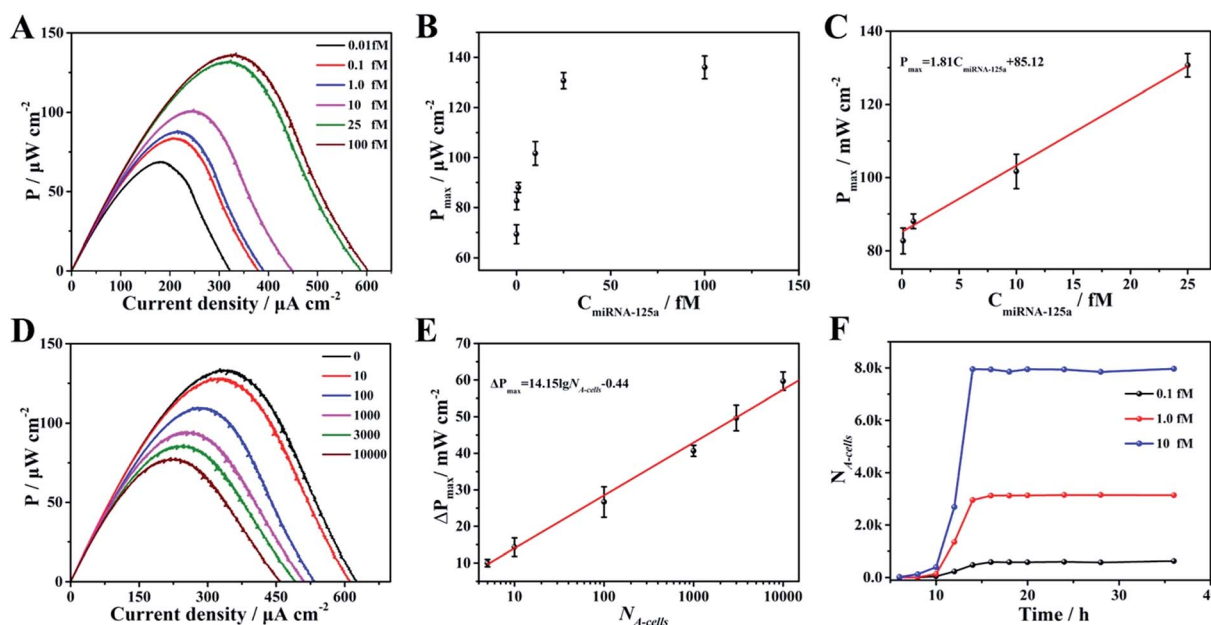 A
P / μW cm-2
150
100
50
0
0 100 200 300 400 500 600
Current density / μA cm-2
0.01fM
0.1 fM
1.0 fM
10 fM
25 fM
100 fM
B
Pmax / μW cm-2
140
120
100
80
60
0 50 100 150
CmiRNA-125a / fM
C
Pmax / mW cm-2
140
120
100
80
0 5 10 15 20 25
CmiRNA-125a / fM
Pmax=1.81CmiRNA-125a+85.12
D
P / μW cm-2
150
100
50
0
0 150 300 450 600
Current density / μA cm-2
0
10
100
1000
3000
10000
E
ΔPmax/ mW cm-2
70
60
50
40
30
20
10
10 100 1000 10000
NA-cells
ΔPmax=14.15lgNA-cells-0.44
F
NA-cells
8.0k
6.0k
4.0k
2.0k
0.0
10 20 30 4
Time / h
0.1 fM
1.0 fM
10 fM